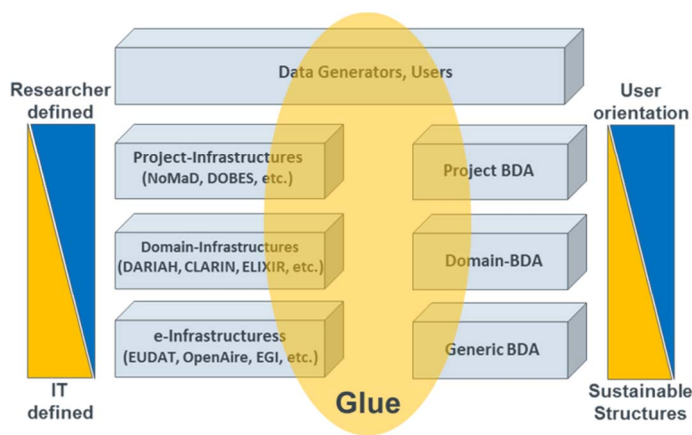 Data Generators, Users
Researcher
defined
User
orientation
Project-Infrastructures
(NoMaD, DOBES, etc.)
Project BDA
Domain-Infrastructures
(DARIAH, CLARIN, ELIXIR, etc.)
Domain-BDA
e-Infrastructuress
(EUDAT, OpenAire, EGI, etc.)
Generic BDA
IT
defined
Glue
Sustainable
Structures